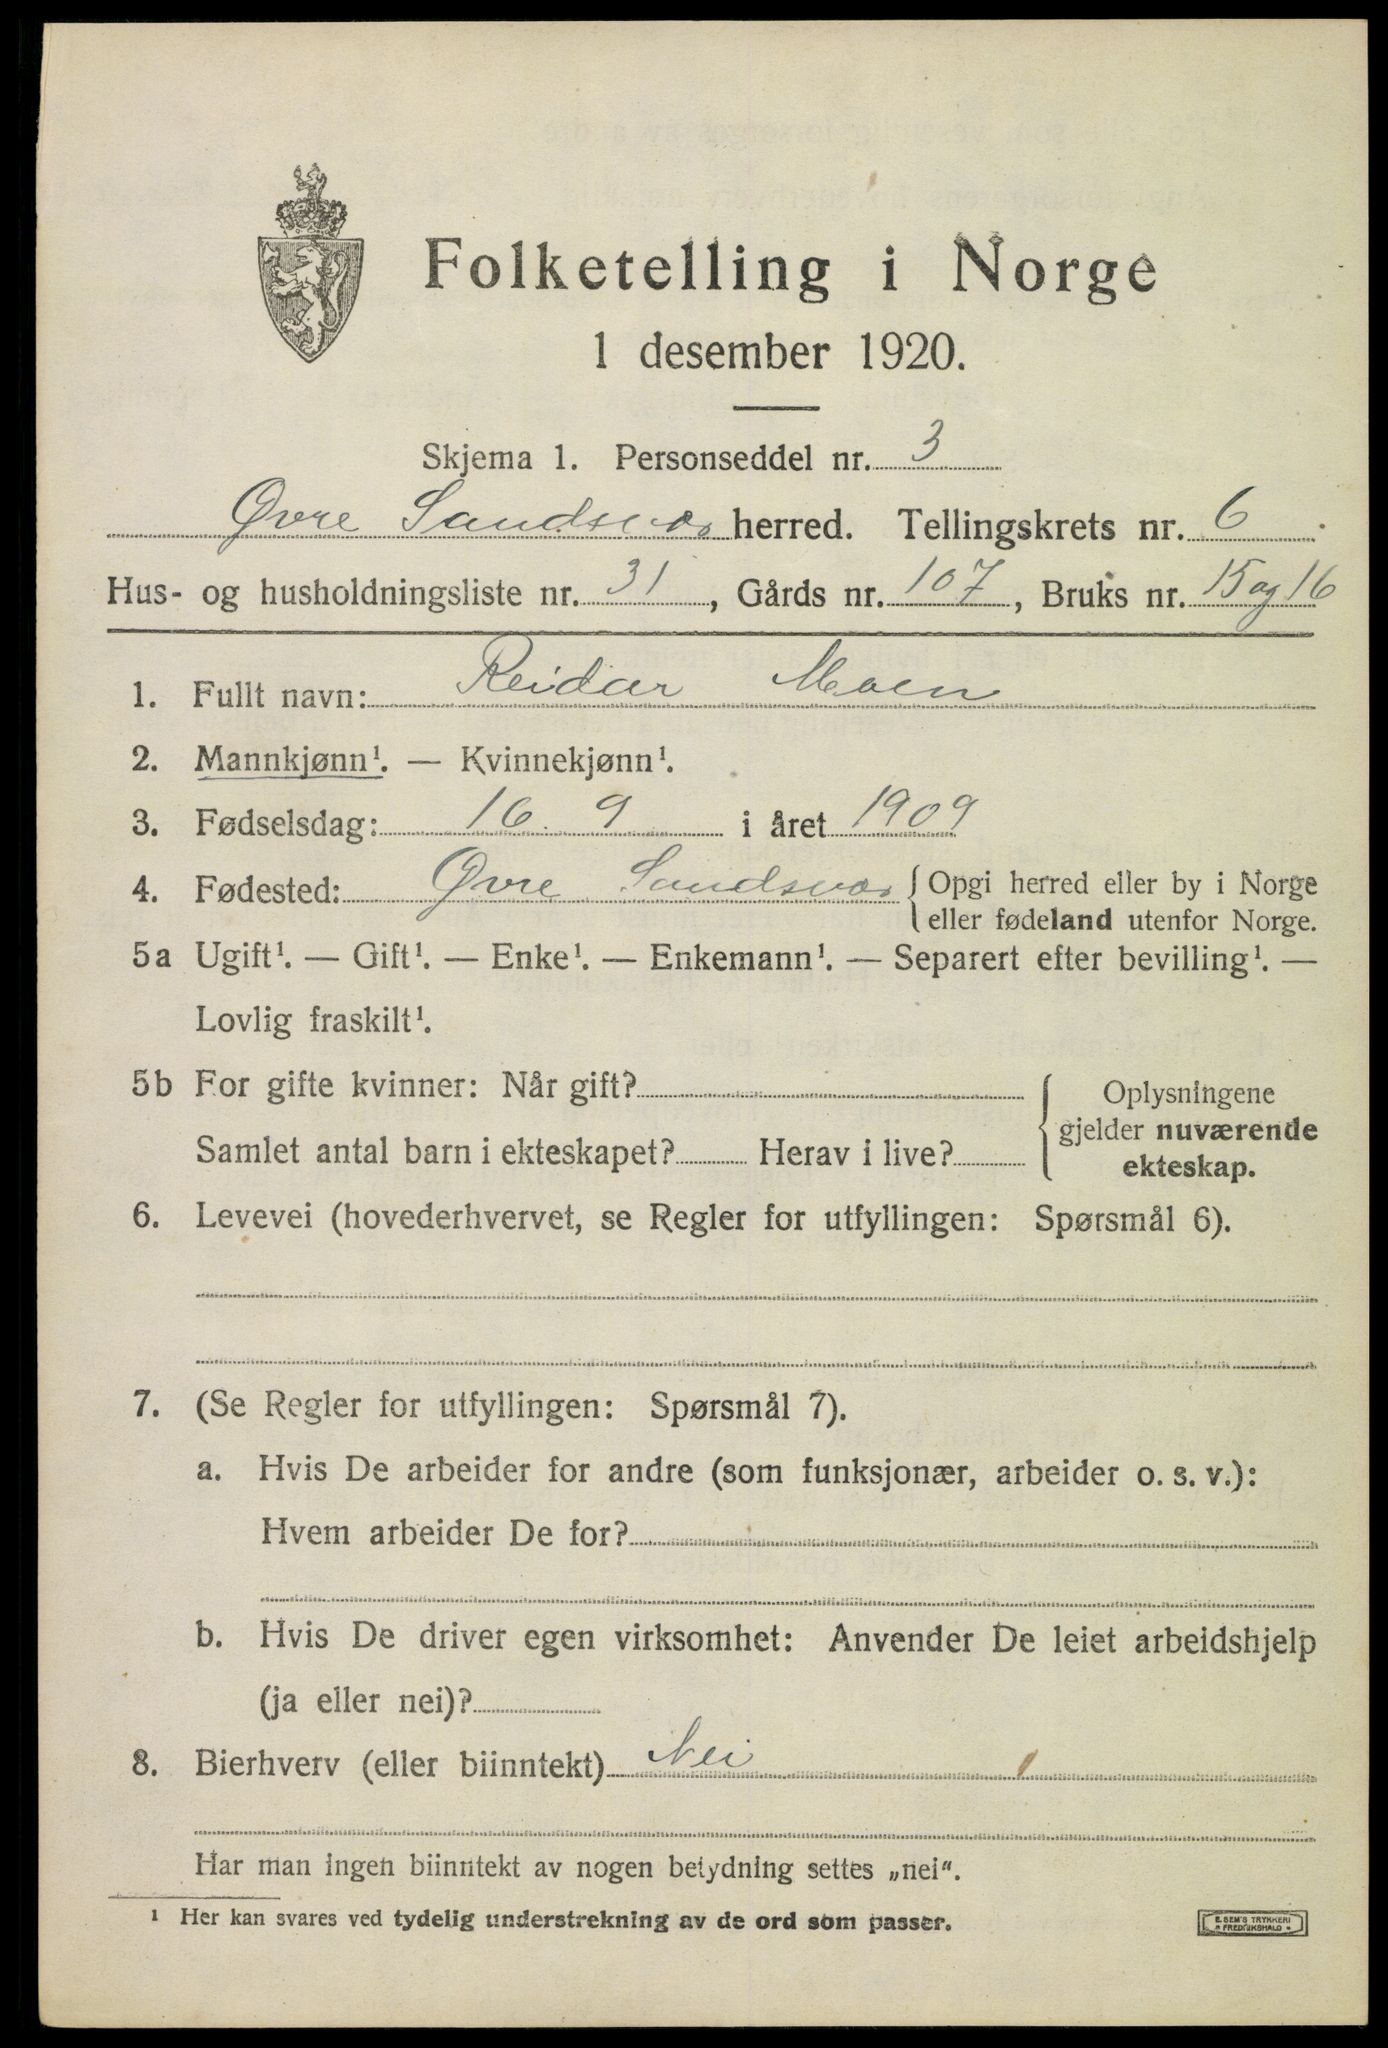 Folketelling i Norge
1 desember 1920.
Skjema 1. Personseddel nr. 3
Øvre Sandsvær herred. Tellingskrets nr. 6
Hus- og husholdningsliste nr. 31, Gårds nr. 107, Bruks nr. 15 og 16
1. Fullt navn: Reidar Moen
2. Mannkjønn¹. — Kvinnekjønn¹.
3. Fødselsdag: 16. 9 i året 1909
4. Fødested: Øvre Sandsvær { Opgi herred eller by i Norge
eller fødeland utenfor Norge.
5a Ugift¹. — Gift¹. — Enke¹. — Enkemann¹. — Separert efter bevilling¹. —
Lovlig fraskilt¹.
5b For gifte kvinner: Når gift?
Samlet antal barn i ekteskapet? Herav i live?
{ Oplysningene
gjelder nuværende
ekteskap.
6. Levevei (hovederhvervet, se Regler for utfyllingen: Spørsmål 6).
7. (Se Regler for utfyllingen: Spørsmål 7).
a. Hvis De arbeider for andre (som funksjonær, arbeider o. s. v.):
Hvem arbeider De for?
b. Hvis De driver egen virksomhet: Anvender De leiet arbeidshjelp
(ja eller nei)?
8. Bierhverv (eller biinntekt) Nei
Har man ingen biinntekt av nogen betydning settes „nei“.
¹ Her kan svares ved tydelig understrekning av de ord som passer.
E. SEM'S TRYKKERI
FREDRIKSHALD